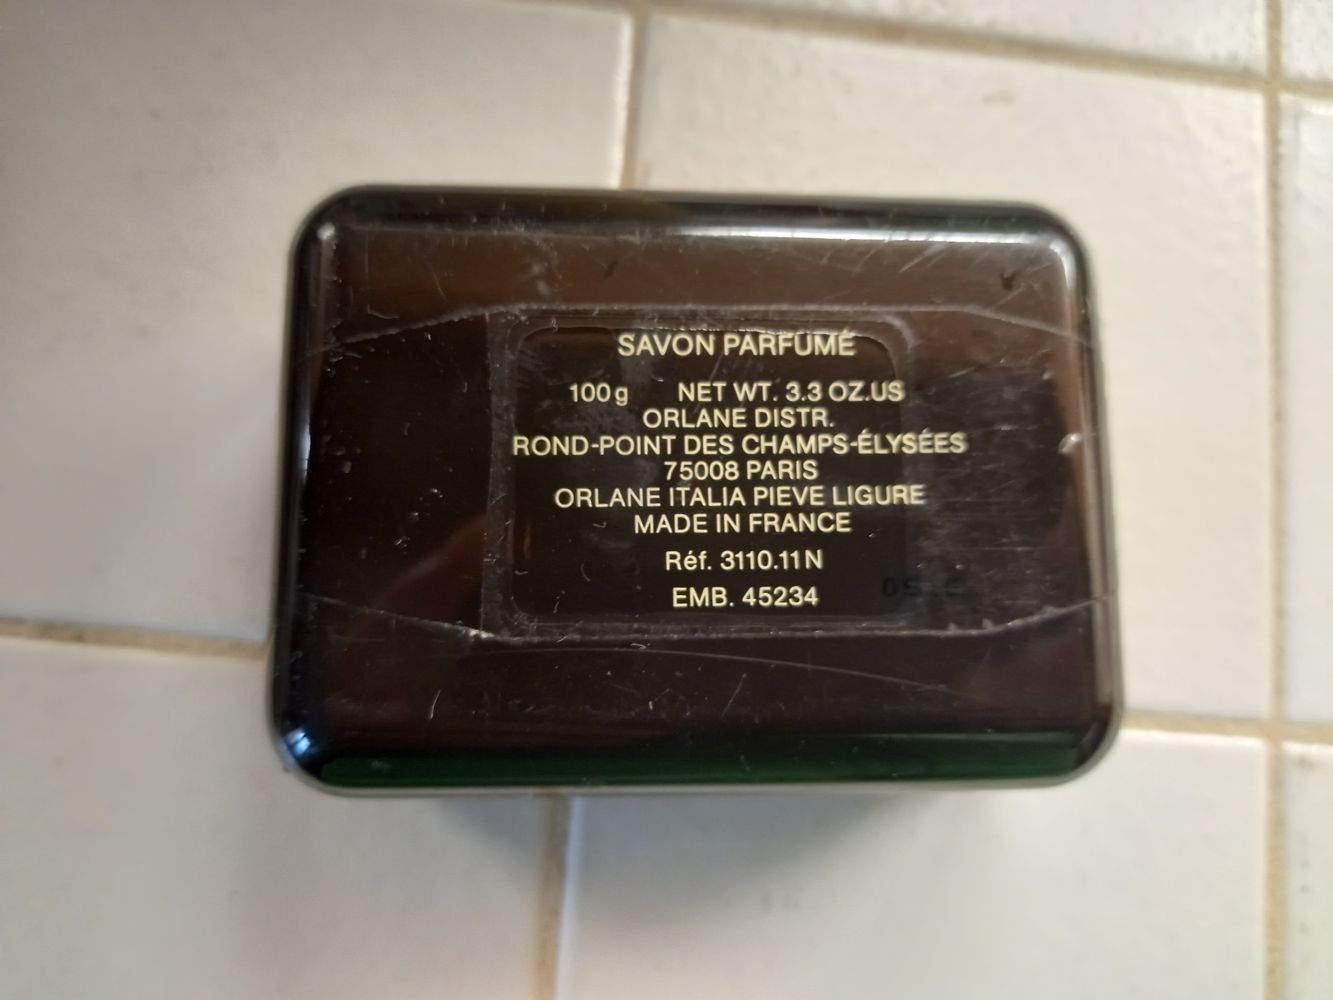 SAVON PARFUMÉ
100 g NET WT. 3.3 OZ.US
ORLANE DISTR.
ROND-POINT DES CHAMPS-ÉLYSÉES
75008 PARIS
ORLANE ITALIA PIEVE LIGURE
MADE IN FRANCE
Réf. 3110.11 N
EMB. 45234